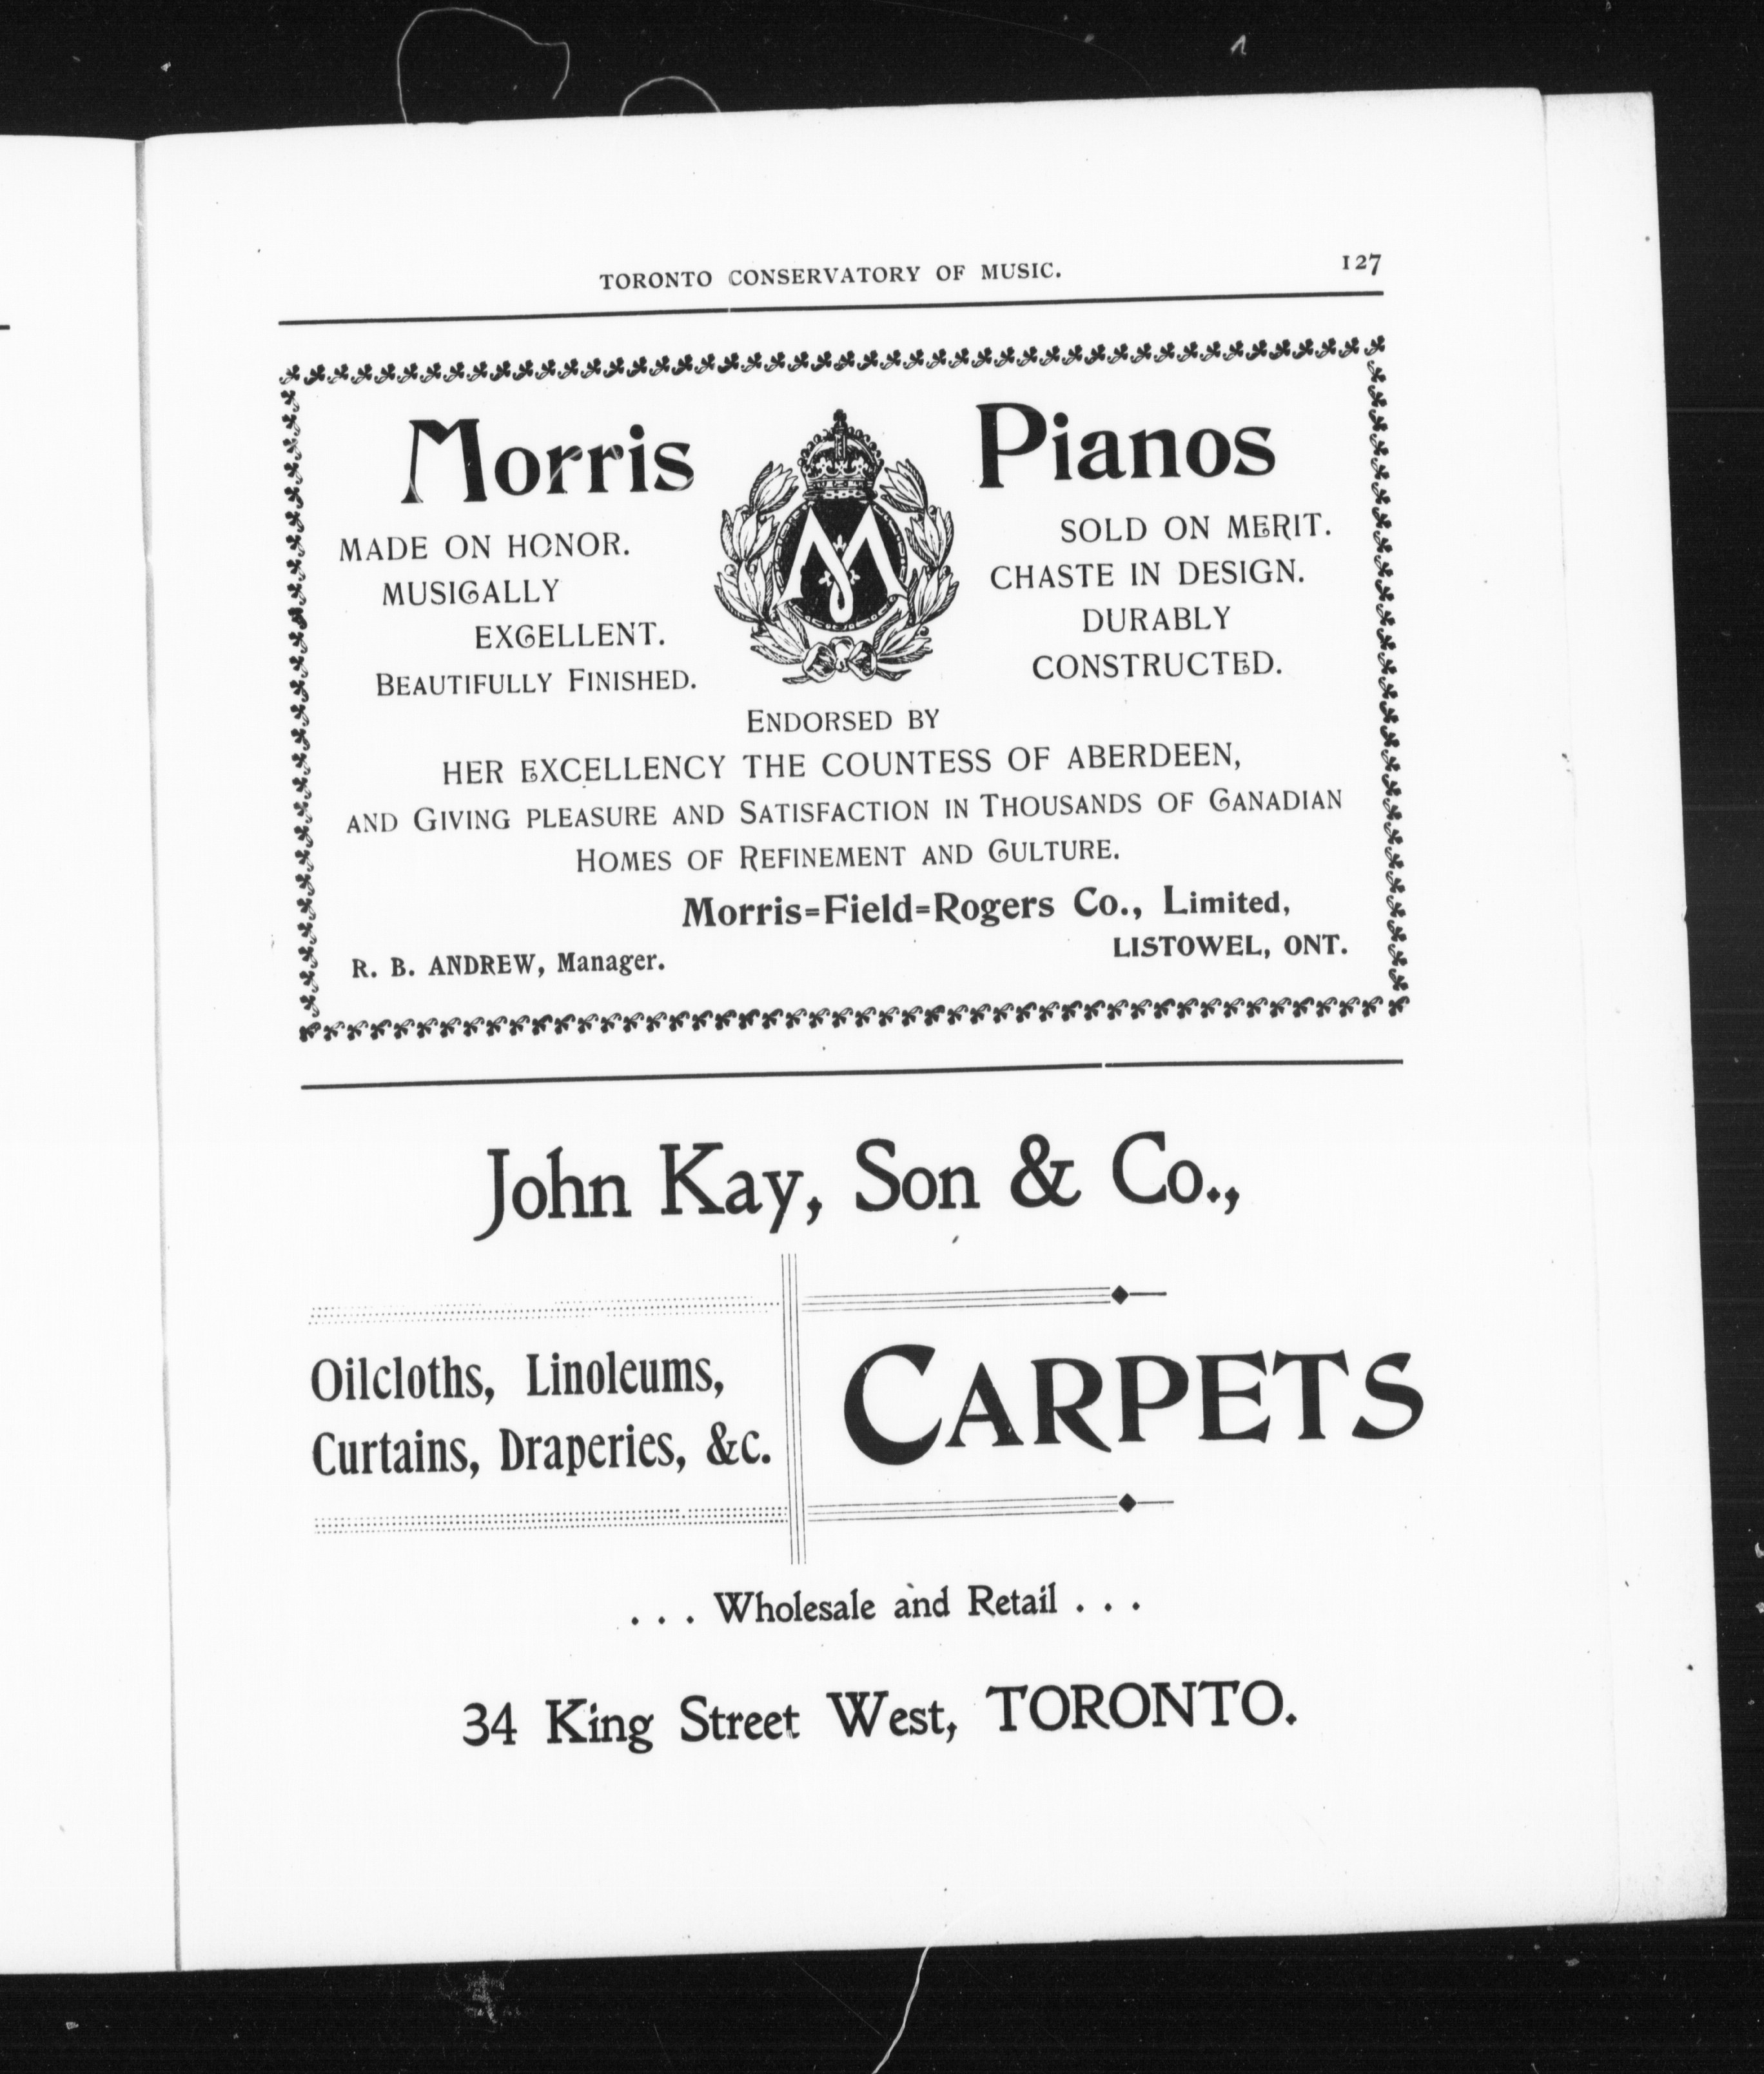 TORONTO CONSERVATORY OF MUSIC. 127
Morris Pianos
M
MADE ON HONOR.
MUSICALLY
EXCELLENT.
BEAUTIFULLY FINISHED.
SOLD ON MERIT.
CHASTE IN DESIGN.
DURABLY
CONSTRUCTED.
ENDORSED BY
HER EXCELLENCY THE COUNTESS OF ABERDEEN,
AND GIVING PLEASURE AND SATISFACTION IN THOUSANDS OF CANADIAN
HOMES OF REFINEMENT AND CULTURE.
Morris=Field=Rogers Co., Limited,
R. B. ANDREW, Manager. LISTOWEL, ONT.
John Kay, Son & Co.,
Oilcloths, Linoleums,
Curtains, Draperies, &c.
CARPETS
. . . Wholesale and Retail . . .
34 King Street West, TORONTO.